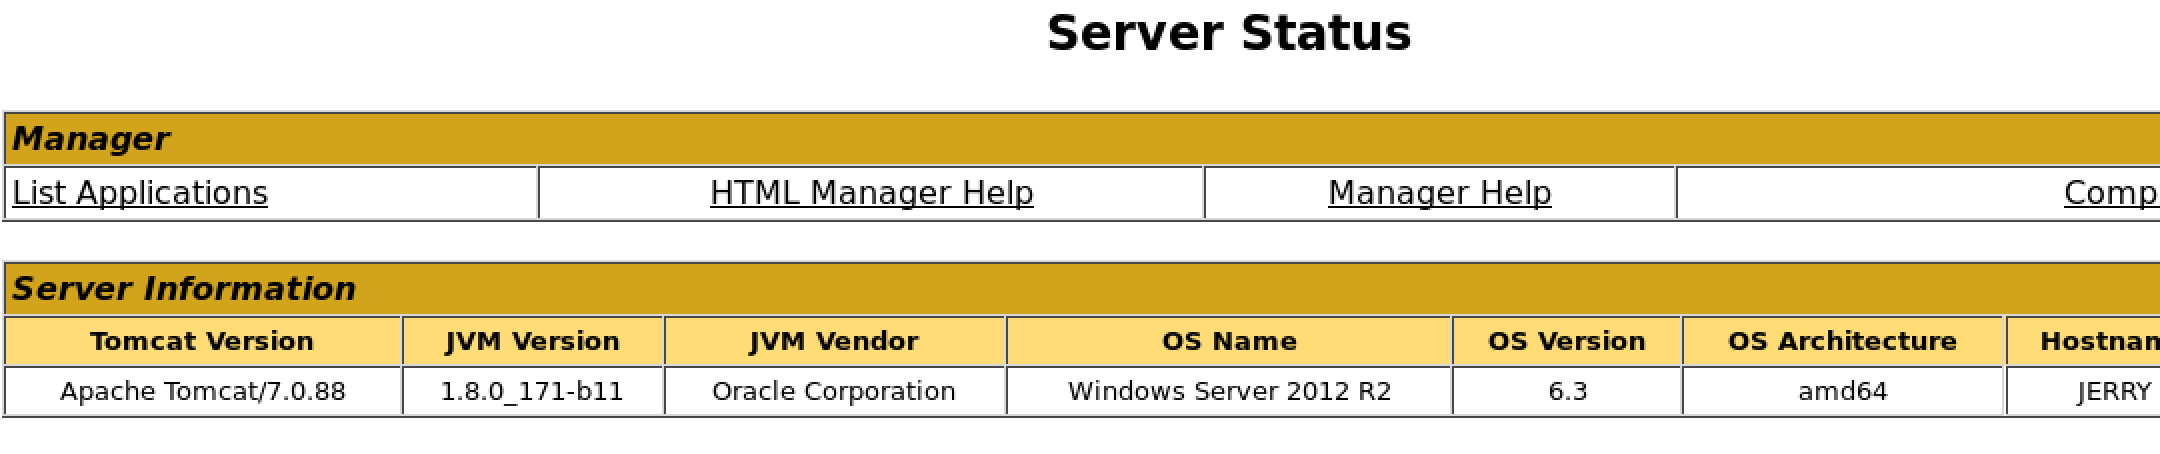 Server Status
Manager
List Applications HTML Manager Help Manager Help Comp
Server Information
Tomcat Version JVM Version JVM Vendor OS Name OS Version OS Architecture Hostnam
Apache Tomcat/7.0.88 1.8.0_171-b11 Oracle Corporation Windows Server 2012 R2 6.3 amd64 JERRY